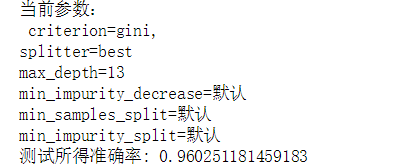 当前参数:
criterion=gini,
splitter=best
max_depth=13
min_impurity_decrease=默认
min_samples_split=默认
min_impurity_split=默认
测试所得准确率: 0.960251181459183